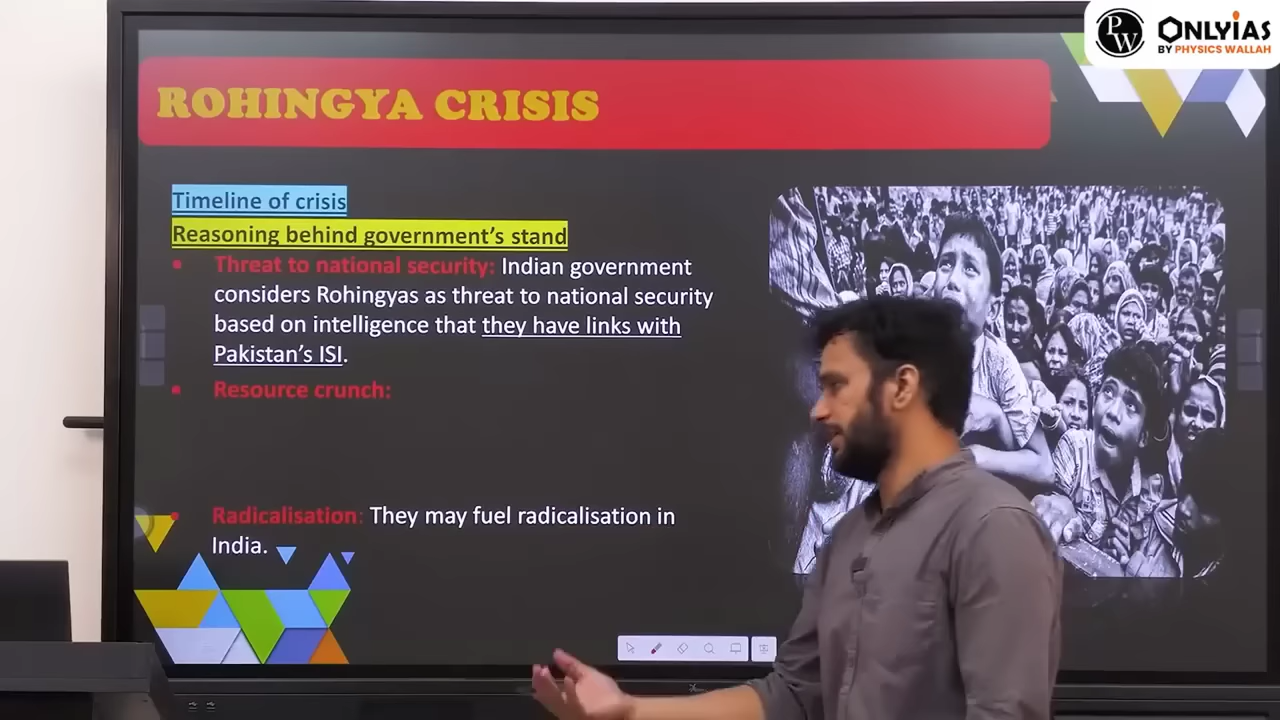 PW
ONLYIAS
BY PHYSICS WALLAH
ROHINGYA CRISIS
Timeline of crisis
Reasoning behind government's stand
• Threat to national security: Indian government
considers Rohingyas as threat to national security
based on intelligence that they have links with
Pakistan's ISI.
• Resource crunch:
• Radicalisation: They may fuel radicalisation in
India.